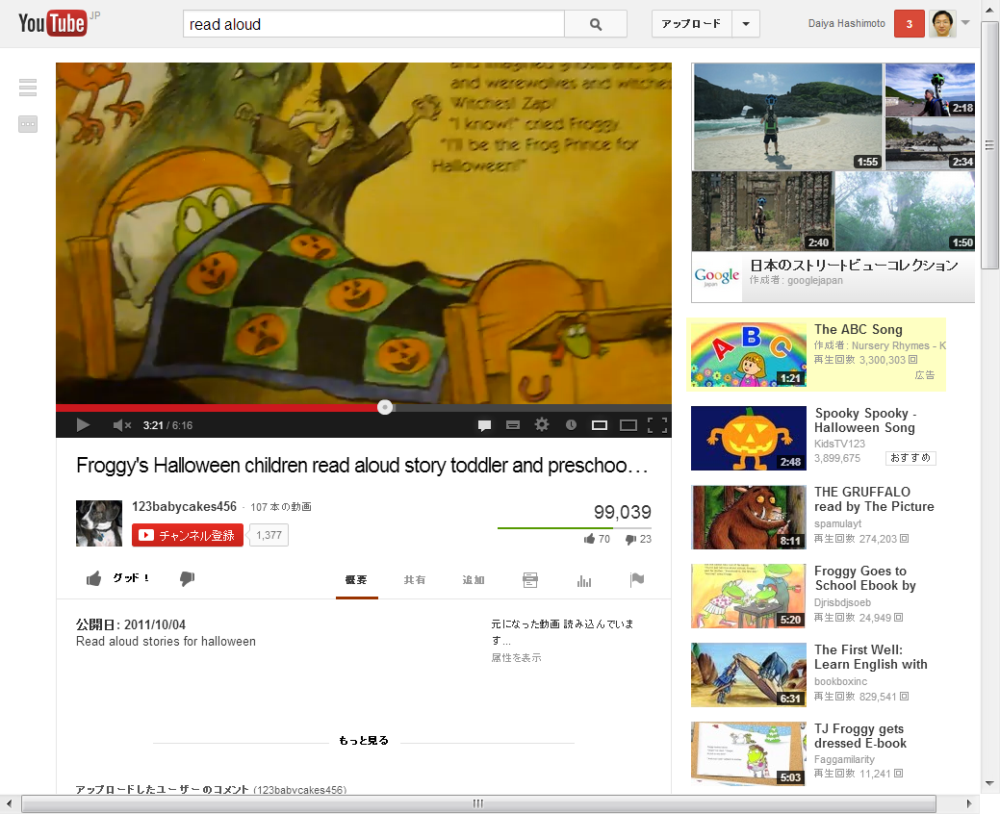 YouTube JP
read aloud
アップロード
Daiya Hashimoto
3
and imagined ghosts and go
and werewolves and witche
Witches! Zap!
"I know!" cried Froggy.
"I'll be the Frog Prince for
Halloween!"
3:21 / 6:16
Froggy's Halloween children read aloud story toddler and preschoo…
123babycakes456 · 107 本の動画
チャンネル登録 1,377
99,039
70 23
グッド！
概要 共有 追加
公開日: 2011/10/04
Read aloud stories for halloween
元になった動画 読み込んでいま
す...
属性を表示
もっと見る
アップロードしたユーザーのコメント (123babycakes456)
1:55
2:18
2:34
2:40
1:50
Google
Japan
日本のストリートビューコレクション
作成者: googlejapan
A B C
1:21
The ABC Song
作成者: Nursery Rhymes - K
再生回数 3,300,303 回
広告
2:48
Spooky Spooky -
Halloween Song
KidsTV123
3,899,675 おすすめ
8:11
THE GRUFFALO
read by The Picture
spamulayt
再生回数 274,203 回
5:20
Froggy Goes to
School Ebook by
Djrisbdjsoeb
再生回数 24,949 回
6:31
The First Well:
Learn English with
bookboxinc
再生回数 829,541 回
5:03
TJ Froggy gets
dressed E-book
Faggamilarity
再生回数 11,241 回